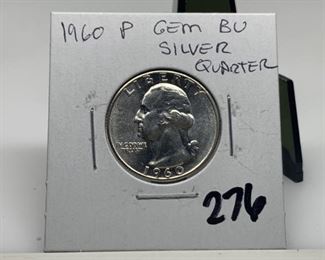 1960 P GEM BU
SILVER
QUARTER
LIBERTY
IN GOD WE
TRUST
1960
276